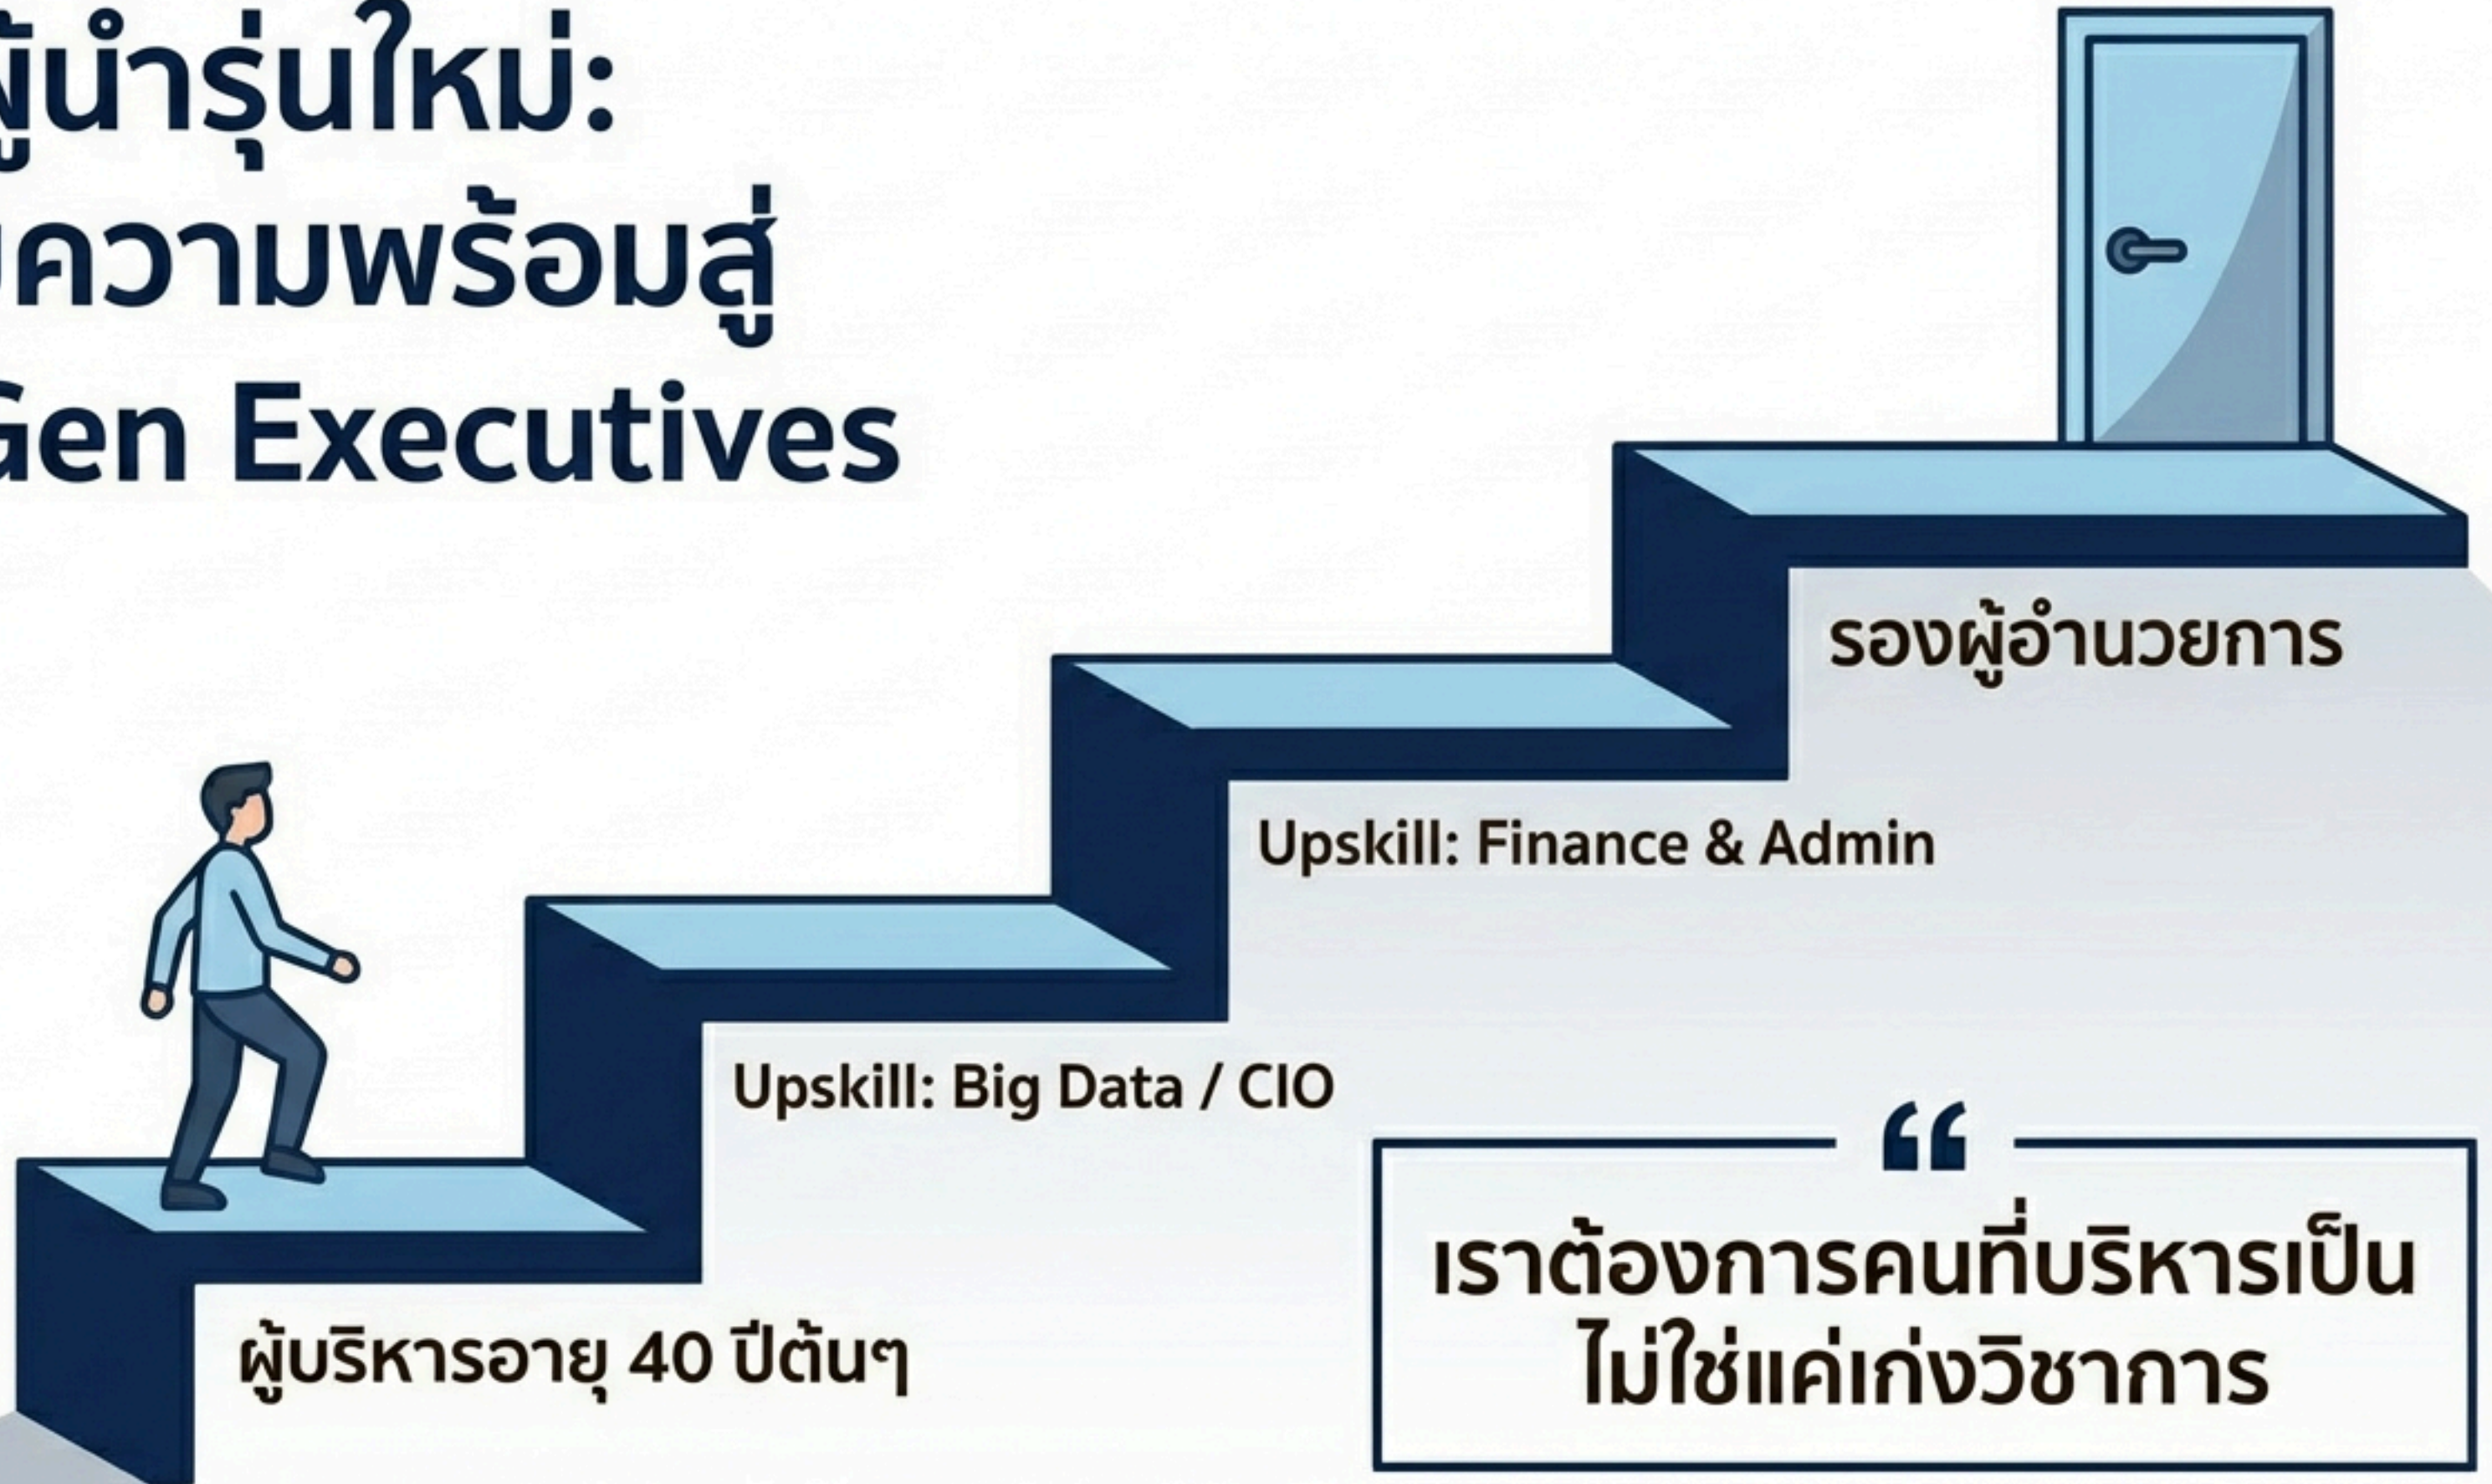 ผู้นำรุ่นใหม่:
ความพร้อมสู่
Gen Executives
รองผู้อำนวยการ
Upskill: Finance & Admin
Upskill: Big Data / CIO
ผู้บริหารอายุ 40 ปีต้นๆ
“
เราต้องการคนที่บริหารเป็น
ไม่ใช่แค่เก่งวิชาการ